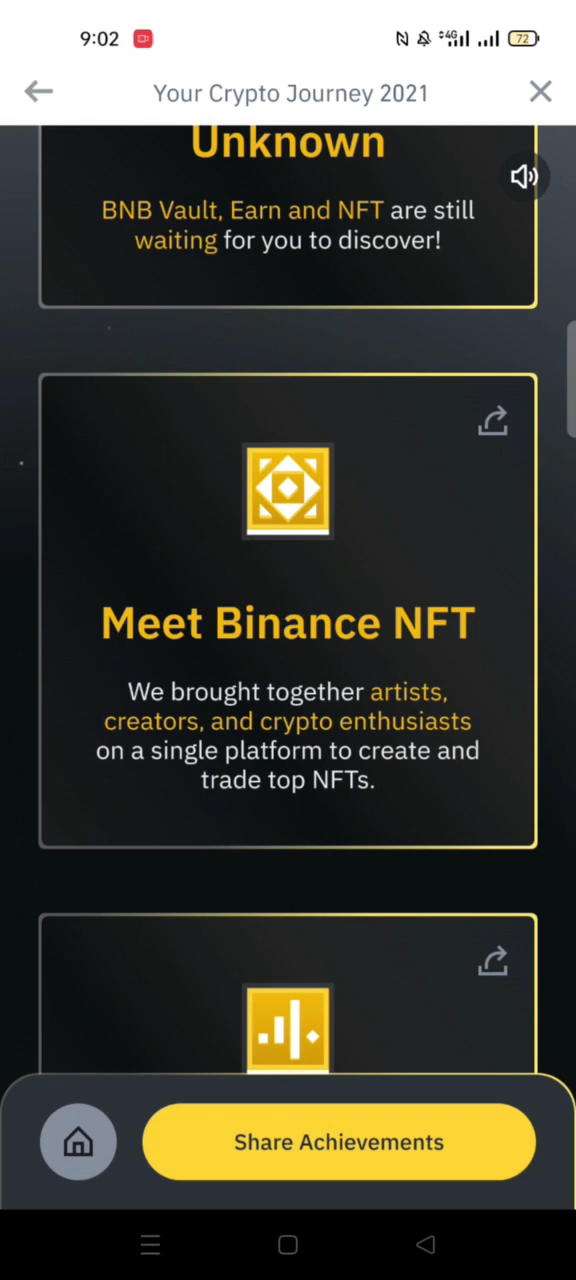 9:02
4G
72
Your Crypto Journey 2021
Unknown
BNB Vault, Earn and NFT are still
waiting for you to discover!
Meet Binance NFT
We brought together artists,
creators, and crypto enthusiasts
on a single platform to create and
trade top NFTs.
Share Achievements